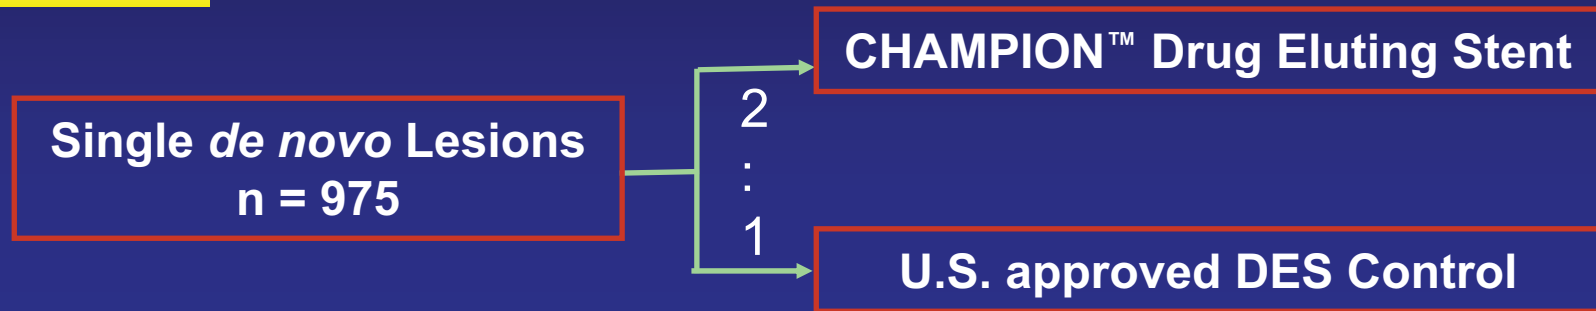 CHAMPION™ Drug Eluting Stent
Single de novo Lesions
n = 975
2
:
1
U.S. approved DES Control